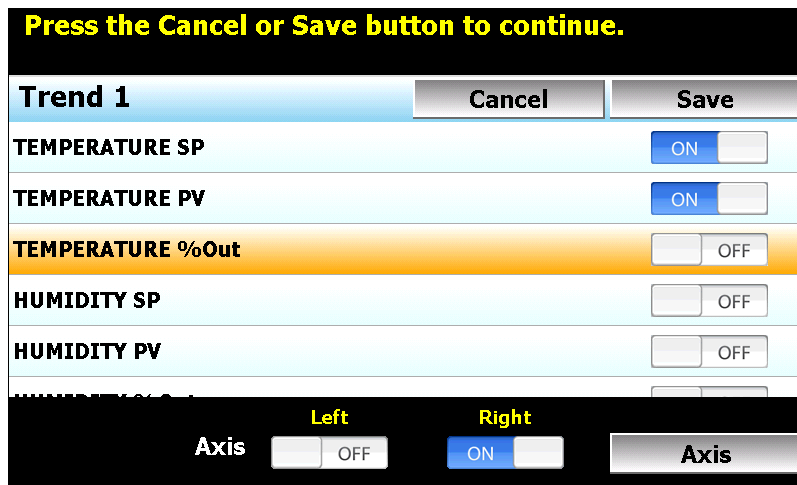 Press the Cancel or Save button to continue.
Trend 1 Cancel Save
TEMPERATURE SP ON
TEMPERATURE PV ON
TEMPERATURE %Out OFF
HUMIDITY SP OFF
HUMIDITY PV OFF
Left Right
Axis OFF ON Axis